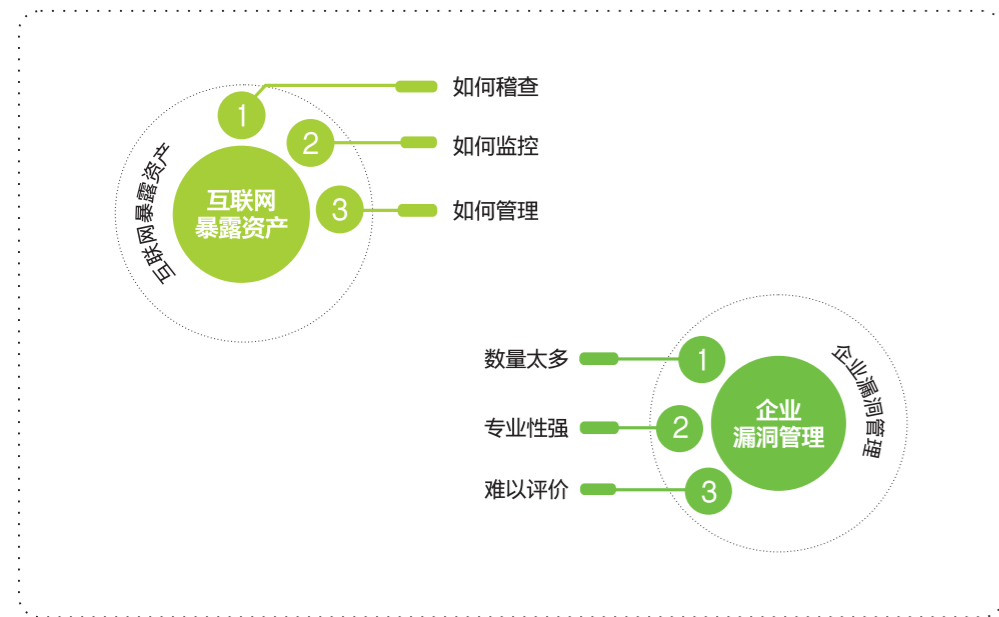 1
如何稽查
2
如何监控
3
如何管理
互联网暴露资产
互联网
暴露资产
1
数量太多
2
专业性强
3
难以评价
企业
漏洞管理
企业漏洞管理